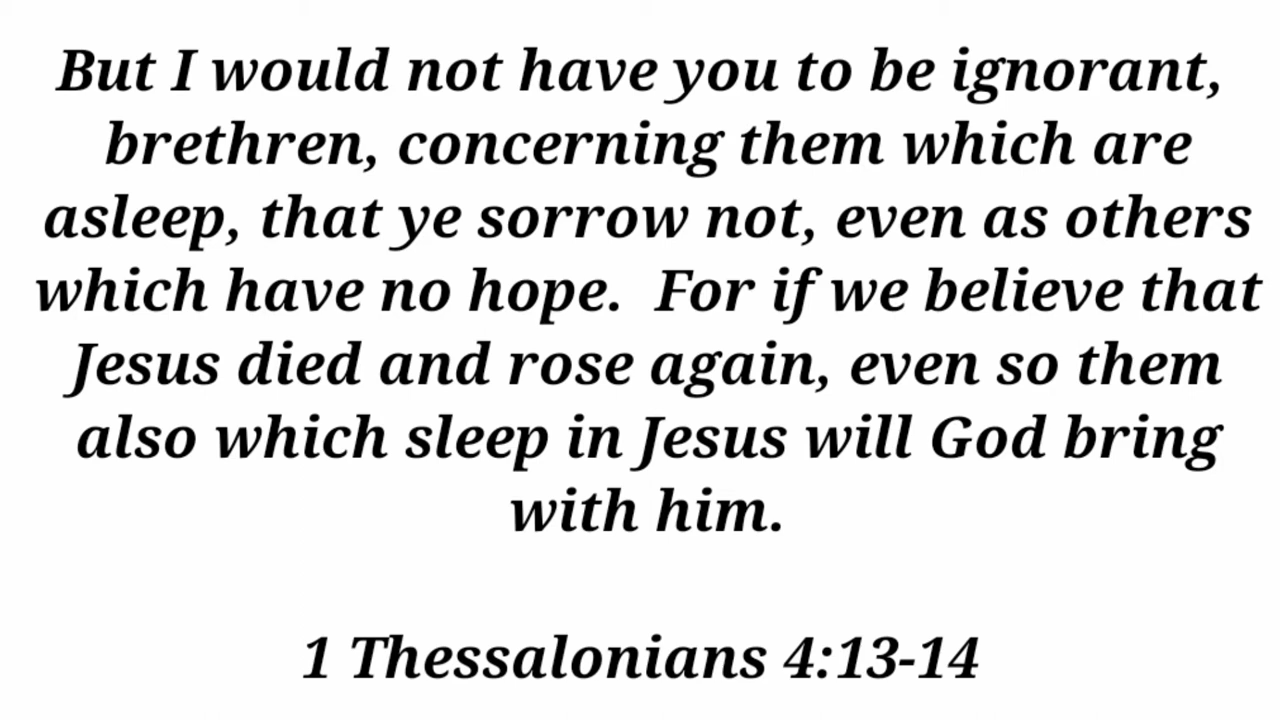 But I would not have you to be ignorant,
brethren, concerning them which are
asleep, that ye sorrow not, even as others
which have no hope.  For if we believe that
Jesus died and rose again, even so them
also which sleep in Jesus will God bring
with him.
1 Thessalonians 4:13-14